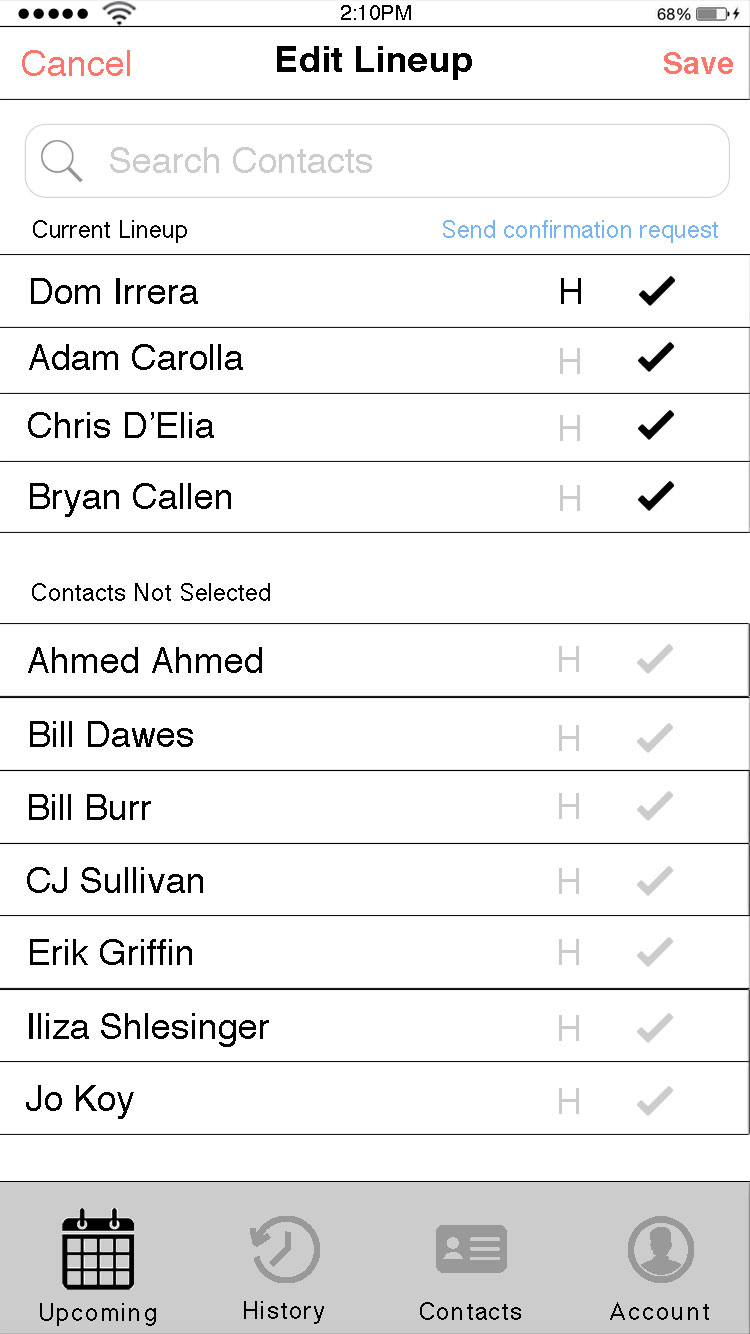 2:10PM 68%
Cancel Edit Lineup Save
Search Contacts
Current Lineup Send confirmation request
Dom Irrera H
Adam Carolla H
Chris D’Elia H
Bryan Callen H
Contacts Not Selected
Ahmed Ahmed H
Bill Dawes H
Bill Burr H
CJ Sullivan H
Erik Griffin H
Iliza Shlesinger H
Jo Koy H
Upcoming History Contacts Account